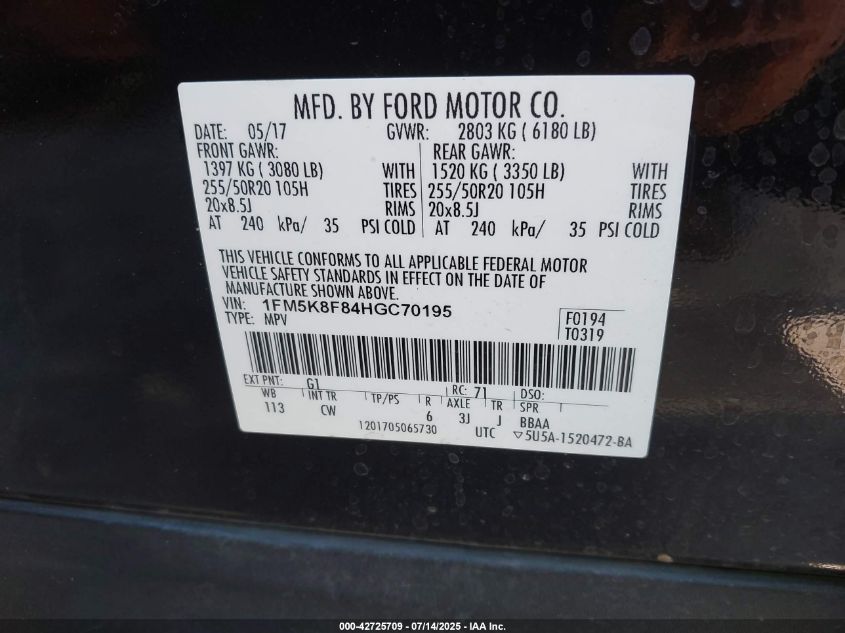 MFD. BY FORD MOTOR CO.
DATE: 05/17 GVWR: 2803 KG ( 6180 LB)
FRONT GAWR: REAR GAWR:
1397 KG ( 3080 LB) WITH 1520 KG ( 3350 LB) WITH
255/50R20 105H TIRES 255/50R20 105H TIRES
20x8.5J RIMS 20x8.5J RIMS
AT 240 kPa/ 35 PSI COLD AT 240 kPa/ 35 PSI COLD
THIS VEHICLE CONFORMS TO ALL APPLICABLE FEDERAL MOTOR
VEHICLE SAFETY STANDARDS IN EFFECT ON THE DATE OF
MANUFACTURE SHOWN ABOVE.
VIN: 1FM5K8F84HGC70195
TYPE: MPV
F0194
T0319
EXT PNT: G1 RC: 71 DSO:
WB INT TR TP/PS R AXLE TR SPR
113 CW 6 3J J BBAA
1201705065730 UTC ▽5U5A-1520472-BA
000-42725709 - 07/14/2025 - IAA Inc.